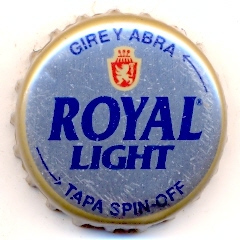 GIRE Y ABRA
ROYAL
LIGHT
TAPA SPIN-OFF